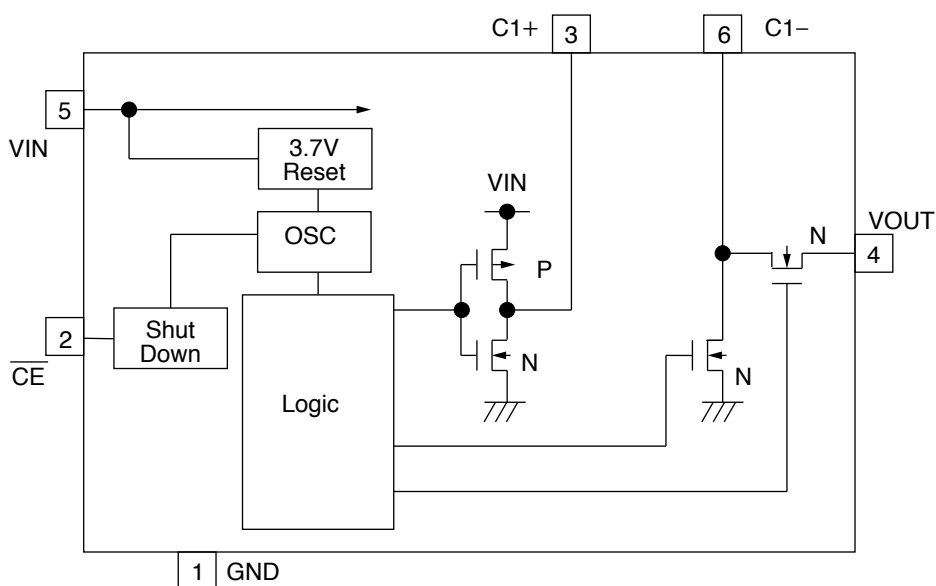 C1+
3
6
C1−
5
VIN
3.7V
Reset
VIN
OSC
P
N
VOUT
4
2
CE
Shut
Down
N
N
Logic
1
GND